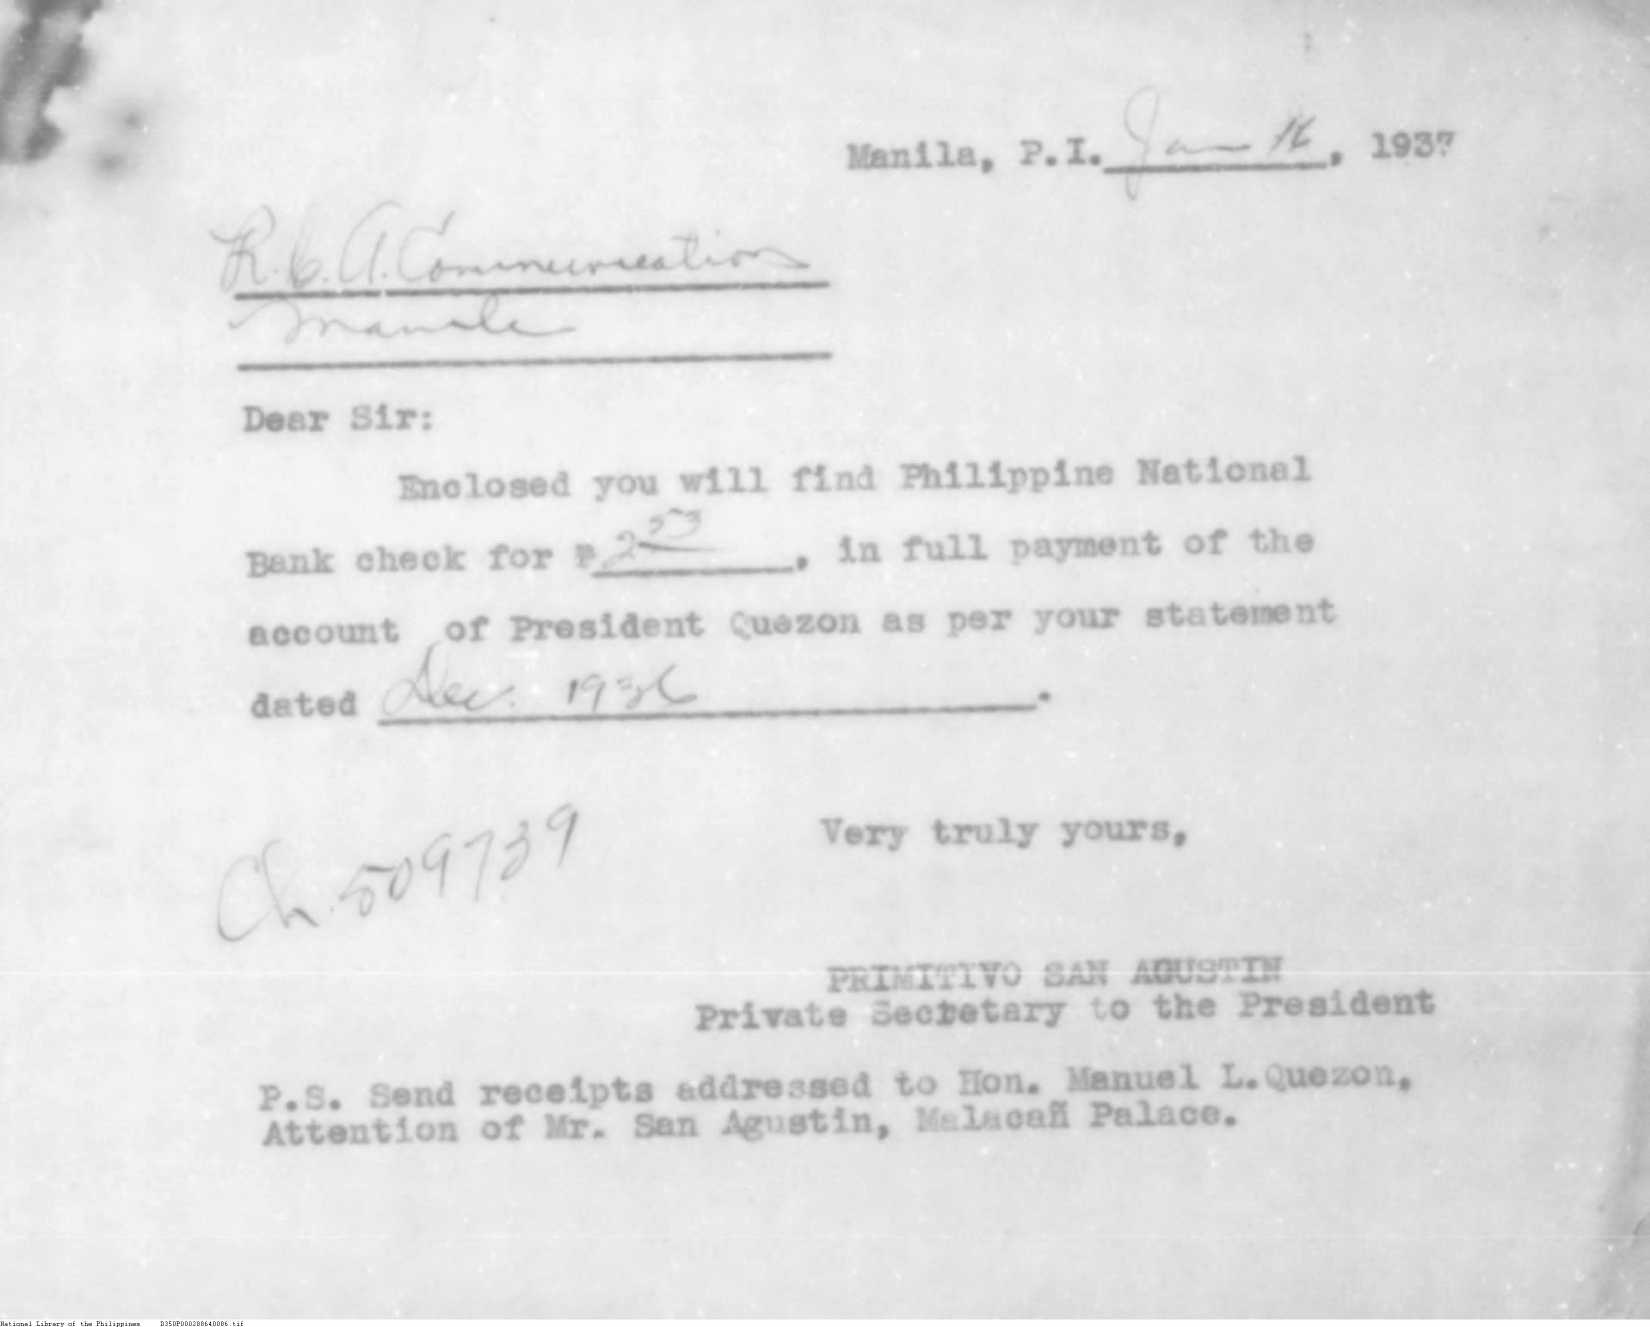 Manila, P.I. Jan 16, 1937
R.C.A. Communication
Manila
Dear Sir:
Enclosed you will find Philippine National
Bank check for ₱ 2 53, in full payment of the
account of President Quezon as per your statement
dated Dec. 1936.
Ch. 509739
Very truly yours,
PRIMITIVO SAN AGUSTIN
Private Secretary to the President
P.S. Send receipts addressed to Hon. Manuel L.Quezon,
Attention of Mr. San Agustin, Malacañ Palace.
National Library of the Philippines